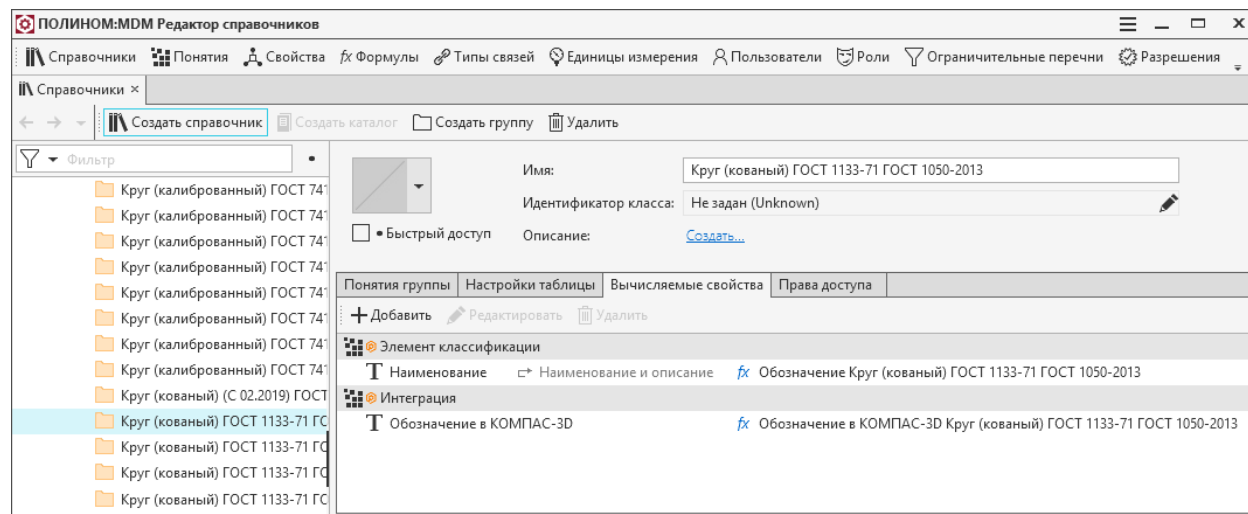 ПОЛИНОМ:MDM Редактор справочников
Справочники Понятия Свойства fx Формулы Типы связей Единицы измерения Пользователи Роли Ограничительные перечни Разрешения
Справочники ×
Создать справочник Создать каталог Создать группу Удалить
Фильтр
Круг (калиброванный) ГОСТ 741
Круг (калиброванный) ГОСТ 741
Круг (калиброванный) ГОСТ 741
Круг (калиброванный) ГОСТ 741
Круг (калиброванный) ГОСТ 741
Круг (калиброванный) ГОСТ 741
Круг (калиброванный) ГОСТ 741
Круг (калиброванный) ГОСТ 741
Круг (кованый) (С 02.2019) ГОСТ
Круг (кованый) ГОСТ 1133-71 ГО
Круг (кованый) ГОСТ 1133-71 ГО
Круг (кованый) ГОСТ 1133-71 ГО
Круг (кованый) ГОСТ 1133-71 ГО
Имя: Круг (кованый) ГОСТ 1133-71 ГОСТ 1050-2013
Идентификатор класса: Не задан (Unknown)
• Быстрый доступ Описание: Создать...
Понятия группы Настройки таблицы Вычисляемые свойства Права доступа
Добавить Редактировать Удалить
Элемент классификации
T Наименование Наименование и описание fx Обозначение Круг (кованый) ГОСТ 1133-71 ГОСТ 1050-2013
Интеграция
T Обозначение в КОМПАС-3D fx Обозначение в КОМПАС-3D Круг (кованый) ГОСТ 1133-71 ГОСТ 1050-2013